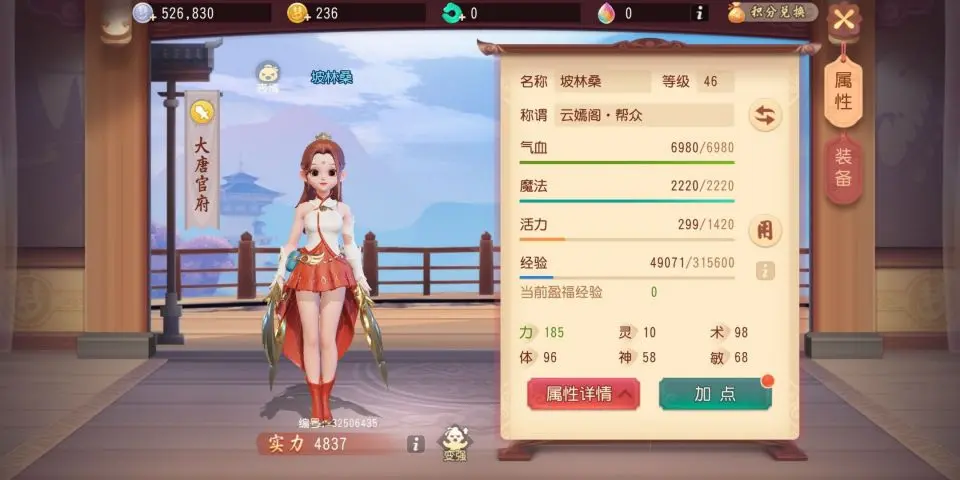 526,830
236
0
0
i
积分兑换
坡林桑
大唐官府
编号:32506435
实力 4837
i
变强
名称 坡林桑 等级 46
称谓 云嫣阁·帮众
气血 6980/6980
魔法 2220/2220
活力 299/1420
用
经验 49071/315600
i
当前盈福经验 0
力 185 灵 10 术 98
体 96 神 58 敏 68
属性详情
加点
属性
装备